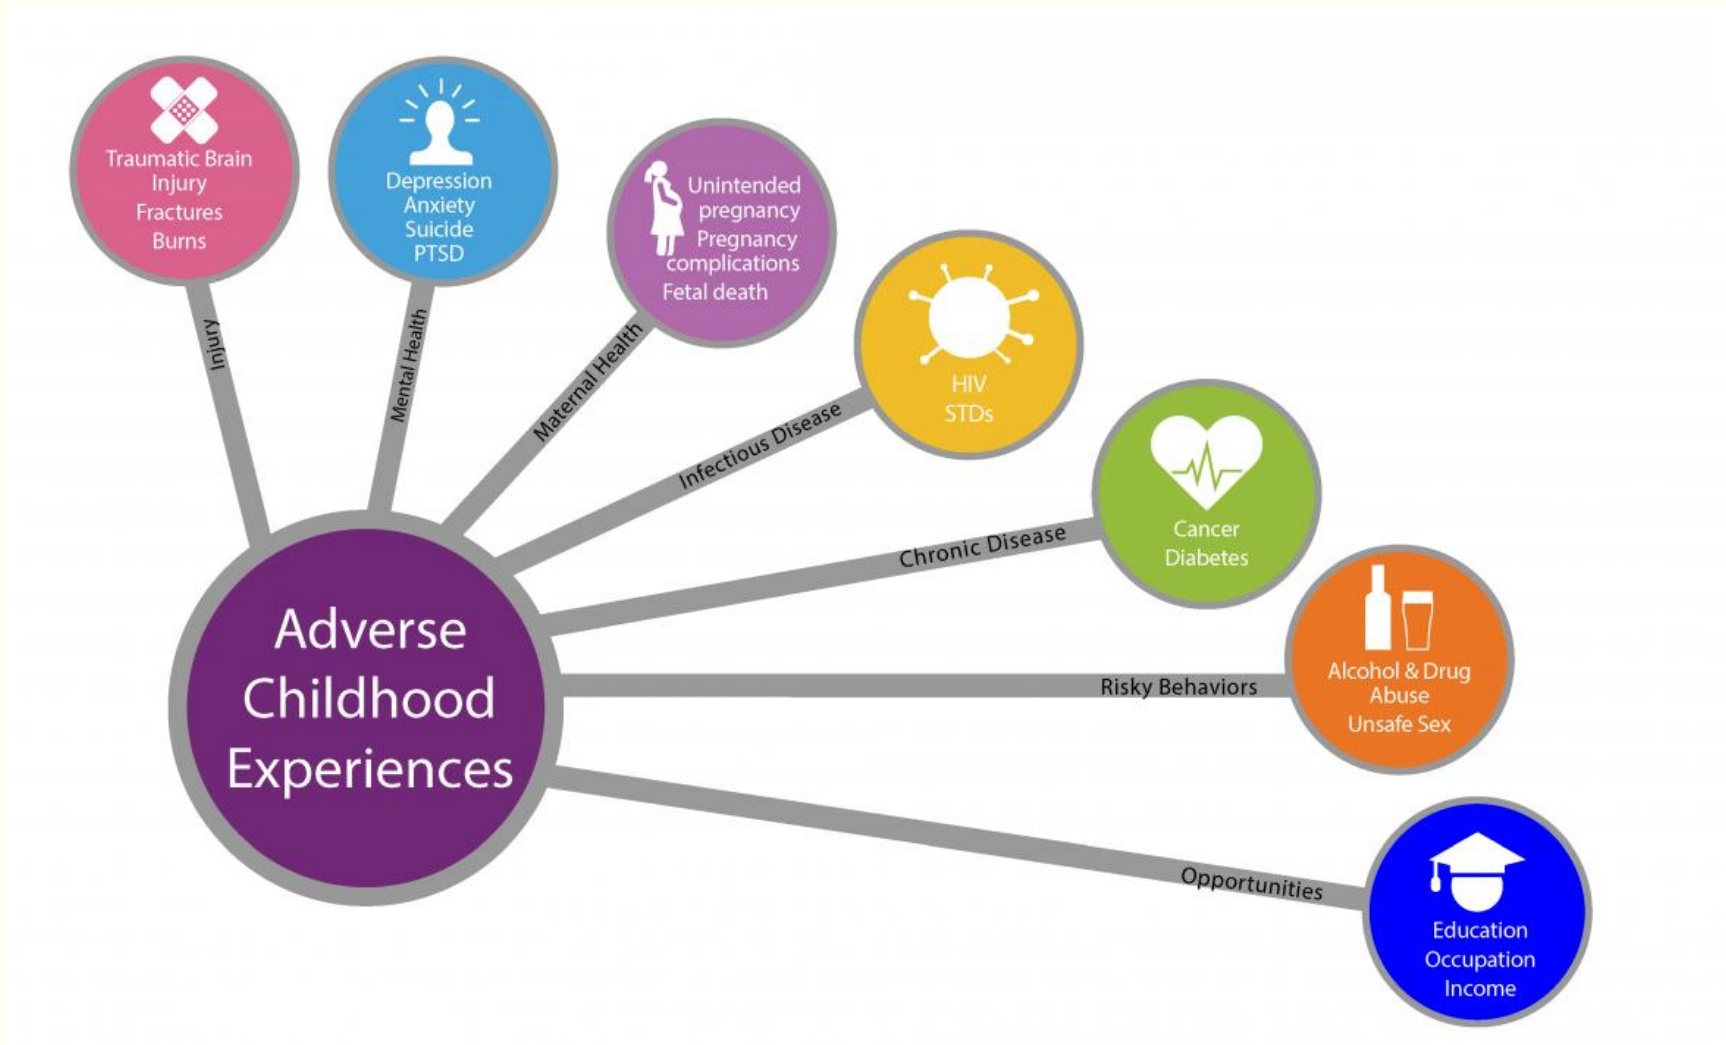 Traumatic Brain
Injury
Fractures
Burns
Injury
Depression
Anxiety
Suicide
PTSD
Mental Health
Unintended
pregnancy
Pregnancy
complications
Fetal death
Maternal Health
HIV
STDs
Infectious Disease
Cancer
Diabetes
Chronic Disease
Alcohol & Drug
Abuse
Unsafe Sex
Risky Behaviors
Education
Occupation
Income
Opportunities
Adverse
Childhood
Experiences